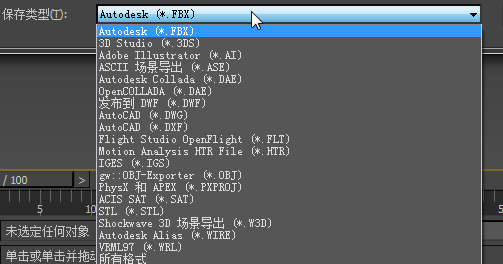 保存类型(T): Autodesk (*.FBX)
Autodesk (*.FBX)
3D Studio (*.3DS)
Adobe Illustrator (*.AI)
ASCII 场景导出 (*.ASE)
Autodesk Collada (*.DAE)
OpenCOLLADA (*.DAE)
发布到 DWF (*.DWF)
AutoCAD (*.DWG)
AutoCAD (*.DXF)
Flight Studio OpenFlight (*.FLT)
Motion Analysis HTR File (*.HTR)
IGES (*.IGS)
gw::OBJ-Exporter (*.OBJ)
PhysX 和 APEX (*.PXPROJ)
ACIS SAT (*.SAT)
STL (*.STL)
Shockwave 3D 场景导出 (*.W3D)
Autodesk Alias (*.WIRE)
VRML97 (*.WRL)
所有格式
/ 100 >
5 10
95
未选定任何对象
单击或单击并拖动